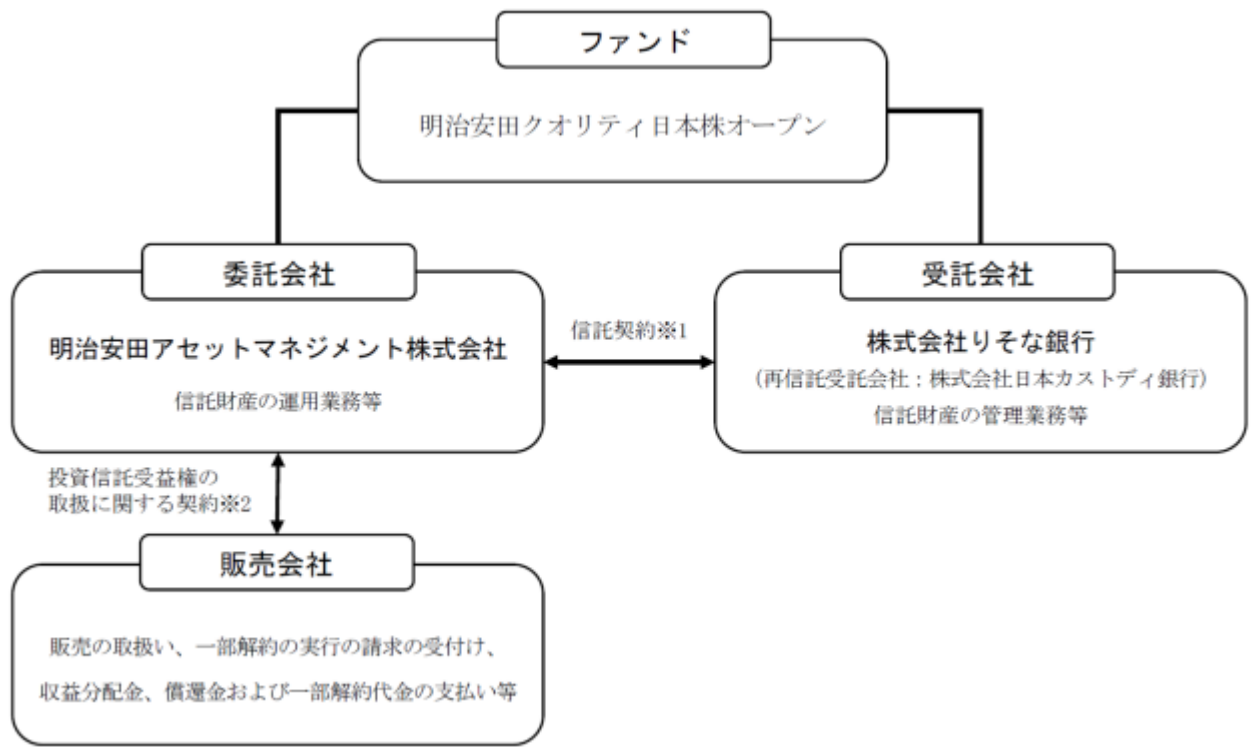 ファンド
明治安田クオリティ日本株オープン
委託会社
明治安田アセットマネジメント株式会社
信託財産の運用業務等
信託契約※1
受託会社
株式会社りそな銀行
(再信託受託会社：株式会社日本カストディ銀行)
信託財産の管理業務等
投資信託受益権の
取扱に関する契約※2
販売会社
販売の取扱い、一部解約の実行の請求の受付け、
収益分配金、償還金および一部解約代金の支払い等